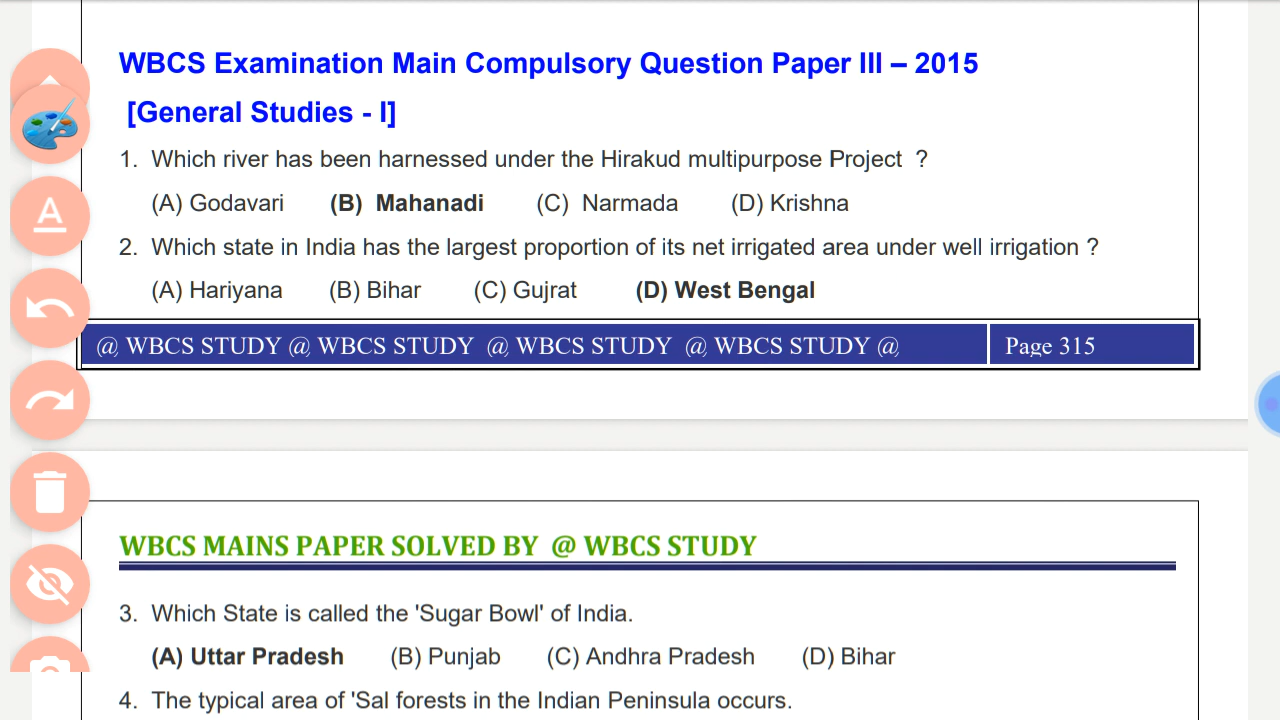 WBCS Examination Main Compulsory Question Paper III – 2015
[General Studies - I]
1. Which river has been harnessed under the Hirakud multipurpose Project ?
(A) Godavari (B) Mahanadi (C) Narmada (D) Krishna
2. Which state in India has the largest proportion of its net irrigated area under well irrigation ?
(A) Hariyana (B) Bihar (C) Gujrat (D) West Bengal
@ WBCS STUDY @ WBCS STUDY @ WBCS STUDY @ WBCS STUDY @ Page 315
WBCS MAINS PAPER SOLVED BY @ WBCS STUDY
3. Which State is called the 'Sugar Bowl' of India.
(A) Uttar Pradesh (B) Punjab (C) Andhra Pradesh (D) Bihar
4. The typical area of 'Sal forests in the Indian Peninsula occurs.